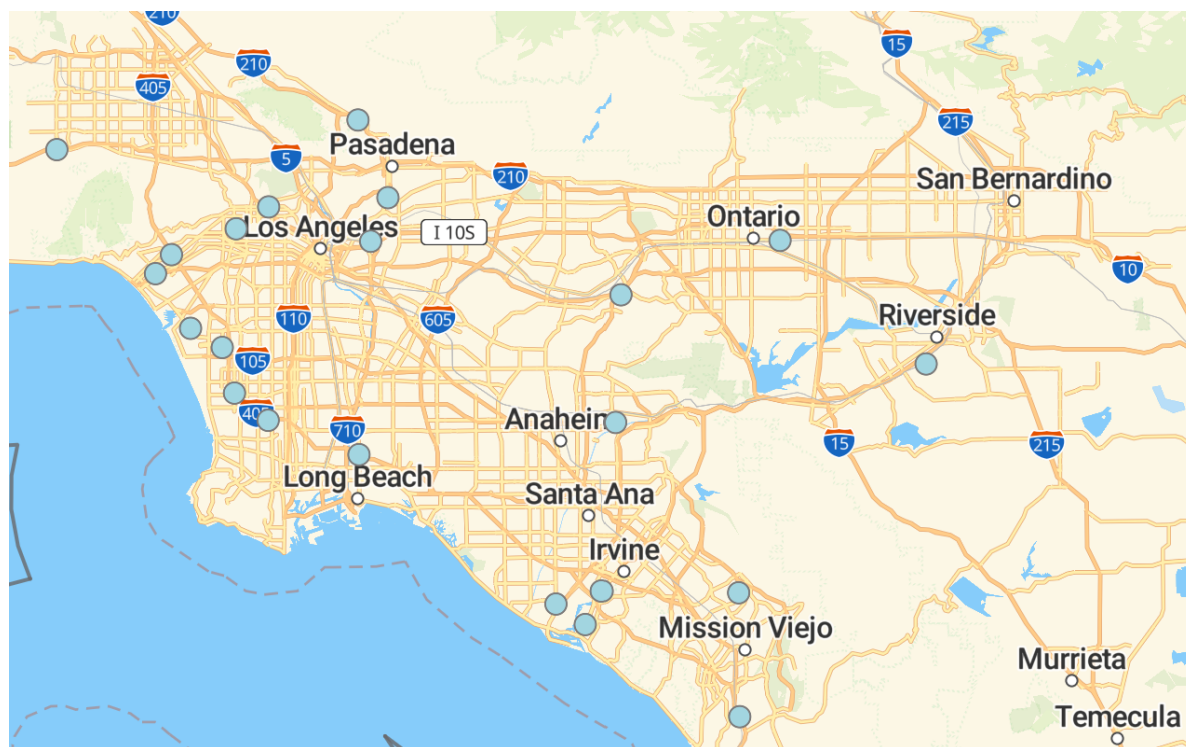 210
15
210
405
215
Pasadena
5
210
San Bernardino
Ontario
Los Angeles
I 10S
10
110
605
Riverside
105
405
710
Anaheim
15
215
Long Beach
Santa Ana
Irvine
Mission Viejo
Murrieta
Temecula